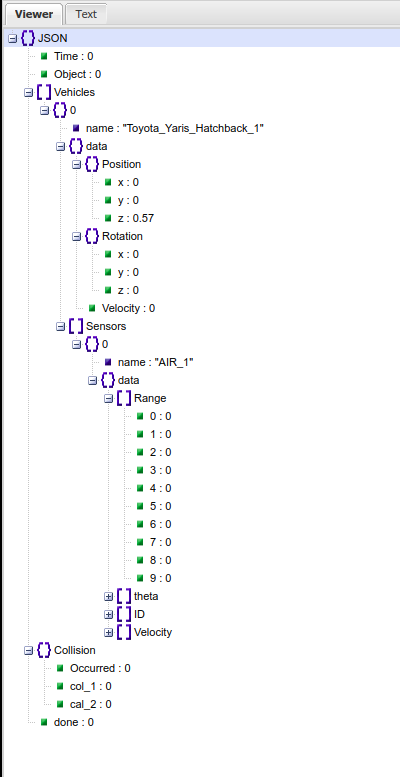 Viewer Text
JSON
Time : 0
Object : 0
Vehicles
0
name : "Toyota_Yaris_Hatchback_1"
data
Position
x : 0
y : 0
z : 0.57
Rotation
x : 0
y : 0
z : 0
Velocity : 0
Sensors
0
name : "AIR_1"
data
Range
0 : 0
1 : 0
2 : 0
3 : 0
4 : 0
5 : 0
6 : 0
7 : 0
8 : 0
9 : 0
theta
ID
Velocity
Collision
Occurred : 0
col_1 : 0
cal_2 : 0
done : 0